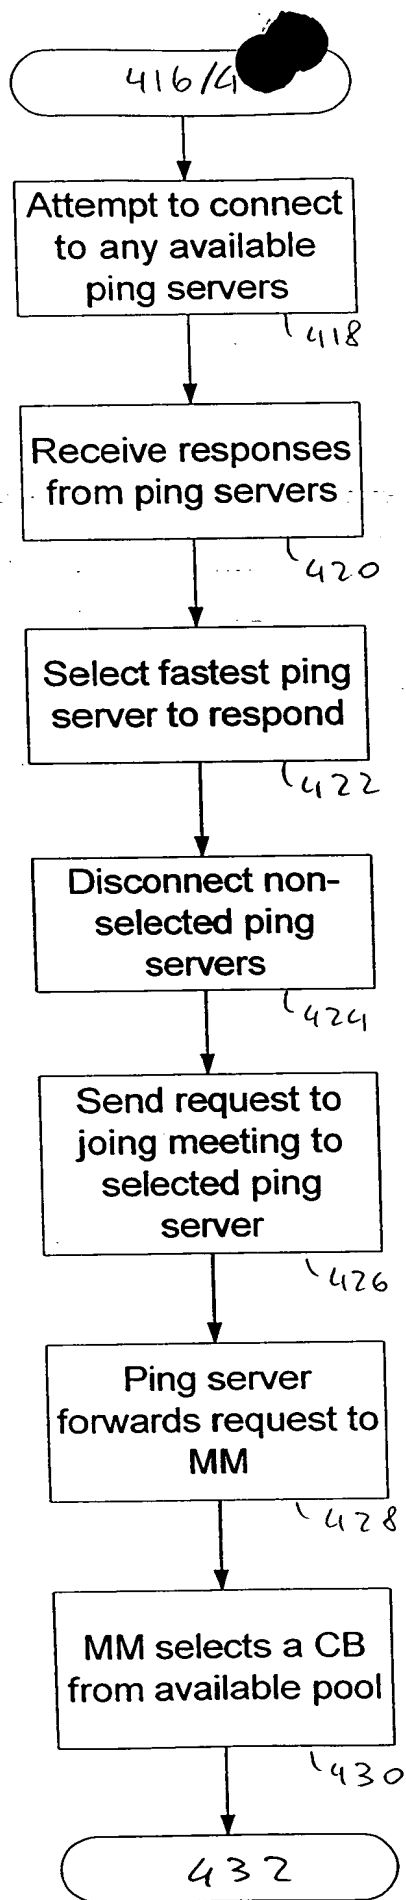 416/4
Attempt to connect
to any available
ping servers
418
Receive responses
from ping servers
420
Select fastest ping
server to respond
422
Disconnect non-
selected ping
servers
424
Send request to
joing meeting to
selected ping
server
426
Ping server
forwards request to
MM
428
MM selects a CB
from available pool
430
432